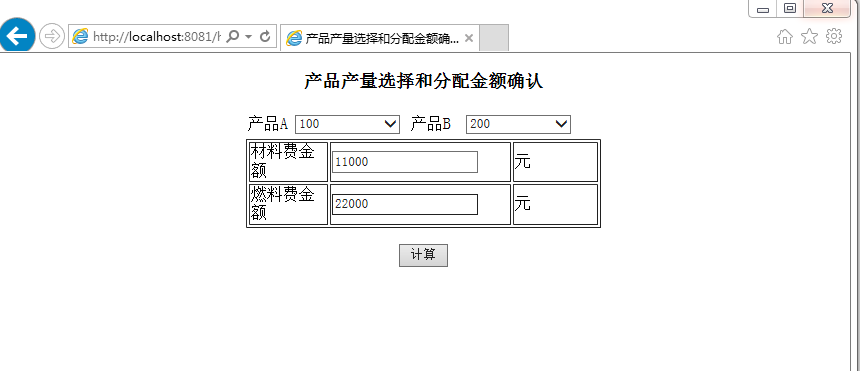 http://localhost:8081/h
产品产量选择和分配金额确...
产品产量选择和分配金额确认
产品A 100 产品B 200
材料费金
额
11000
元
燃料费金
额
22000
元
计算